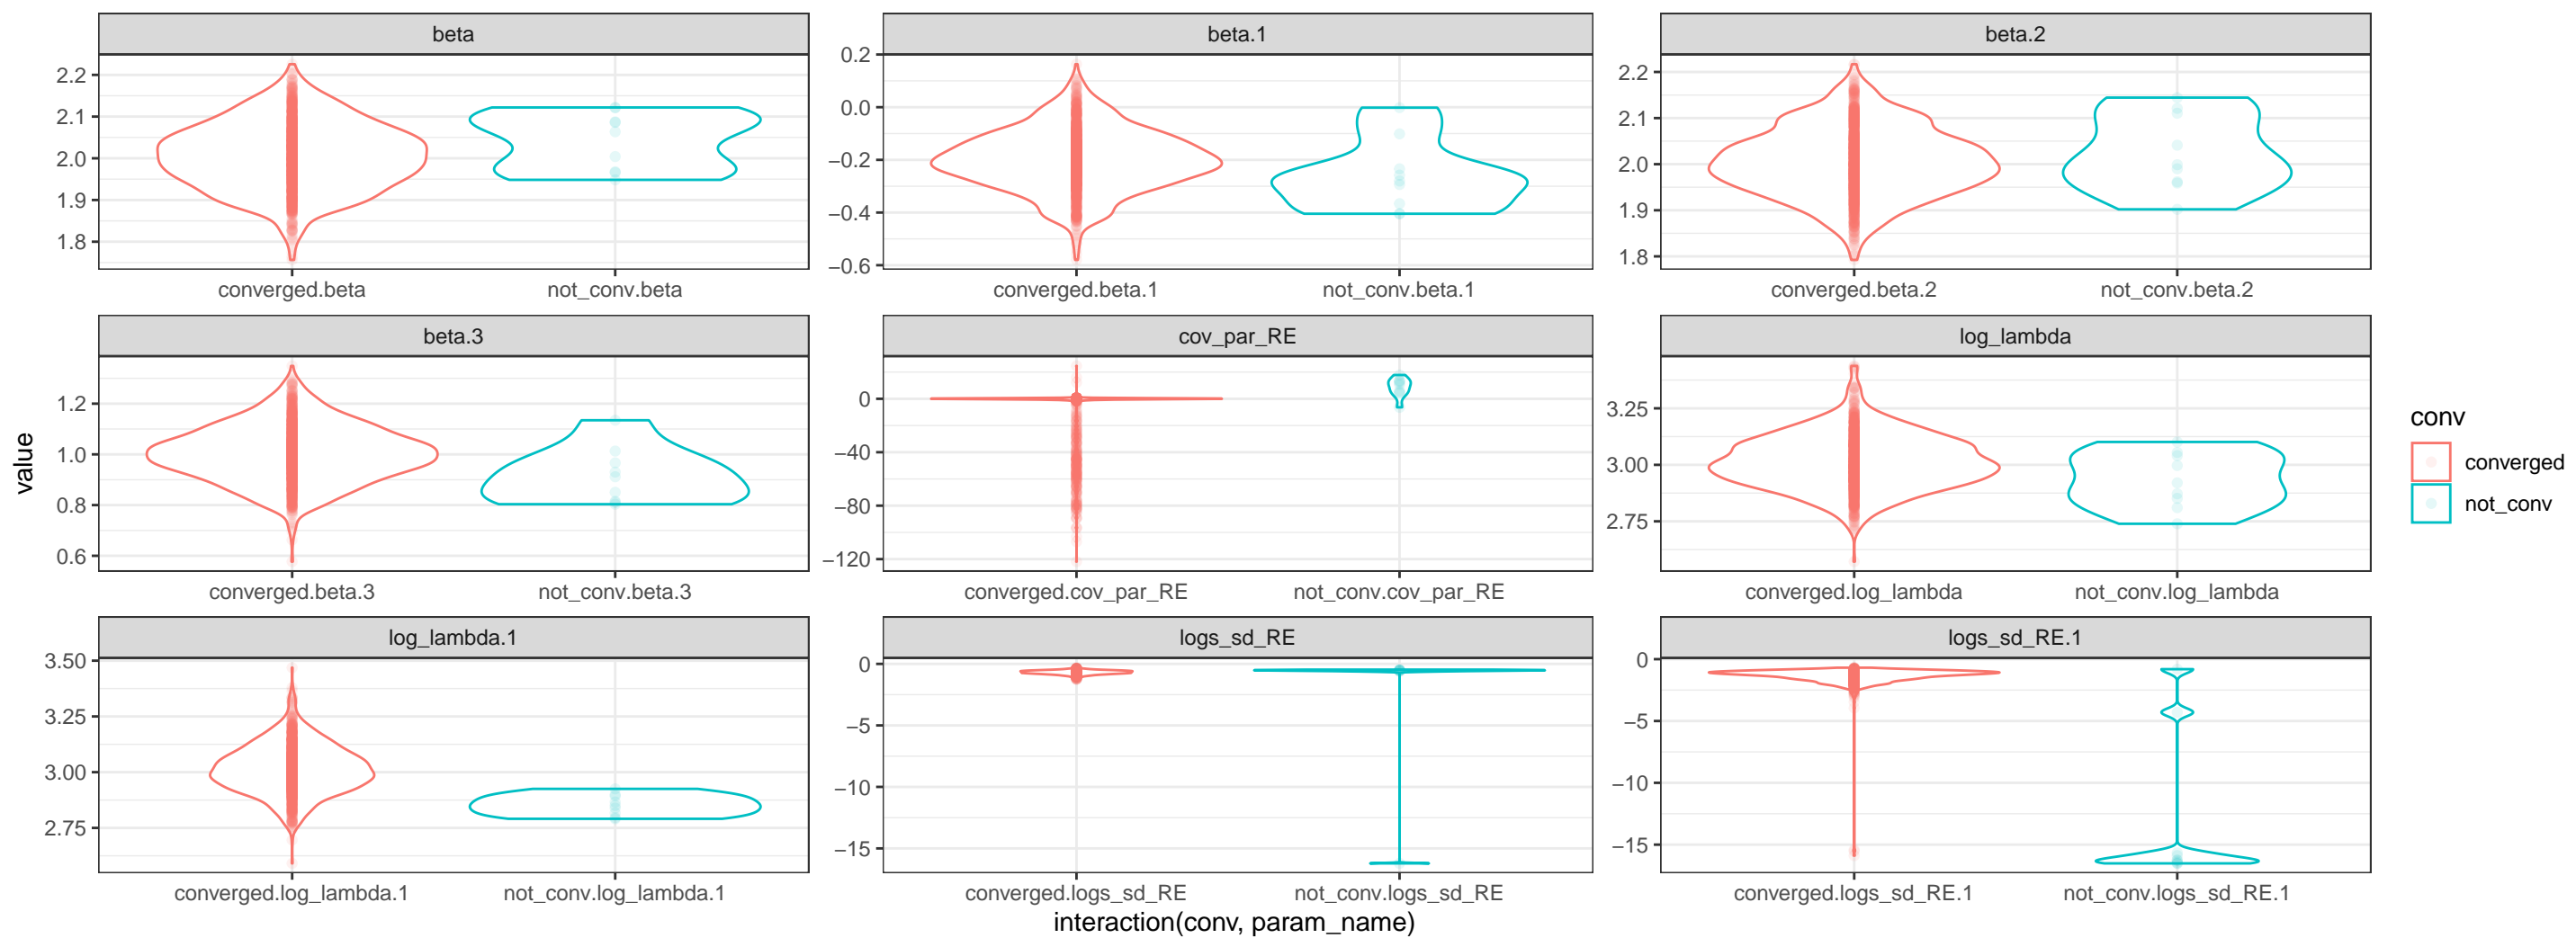 beta
beta.1
beta.2
2.2
2.1
2.0
1.9
1.8
0.2
0.0
−0.2
−0.4
−0.6
2.2
2.1
2.0
1.9
1.8
converged.beta
not_conv.beta
converged.beta.1
not_conv.beta.1
converged.beta.2
not_conv.beta.2
beta.3
cov_par_RE
log_lambda
value
1.2
1.0
0.8
0.6
0
−40
−80
−120
3.25
3.00
2.75
converged.beta.3
not_conv.beta.3
converged.cov_par_RE
not_conv.cov_par_RE
converged.log_lambda
not_conv.log_lambda
log_lambda.1
logs_sd_RE
logs_sd_RE.1
3.50
3.25
3.00
2.75
0
−5
−10
−15
0
−5
−10
−15
converged.log_lambda.1
not_conv.log_lambda.1
converged.logs_sd_RE
not_conv.logs_sd_RE
converged.logs_sd_RE.1
not_conv.logs_sd_RE.1
interaction(conv, param_name)
conv
converged
not_conv